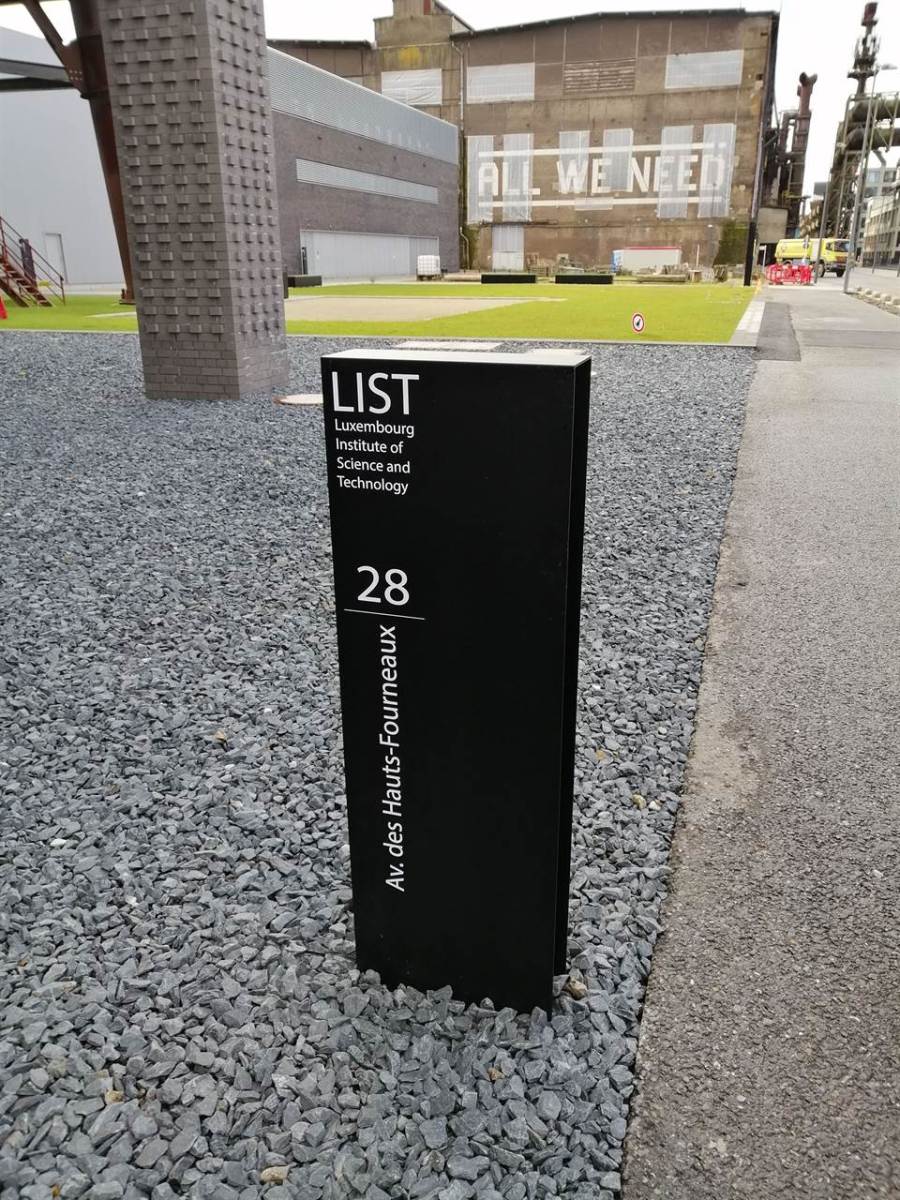 ALL WE NEED
LIST
Luxembourg
Institute of
Science and
Technology
28
Av. des Hauts-Fourneaux